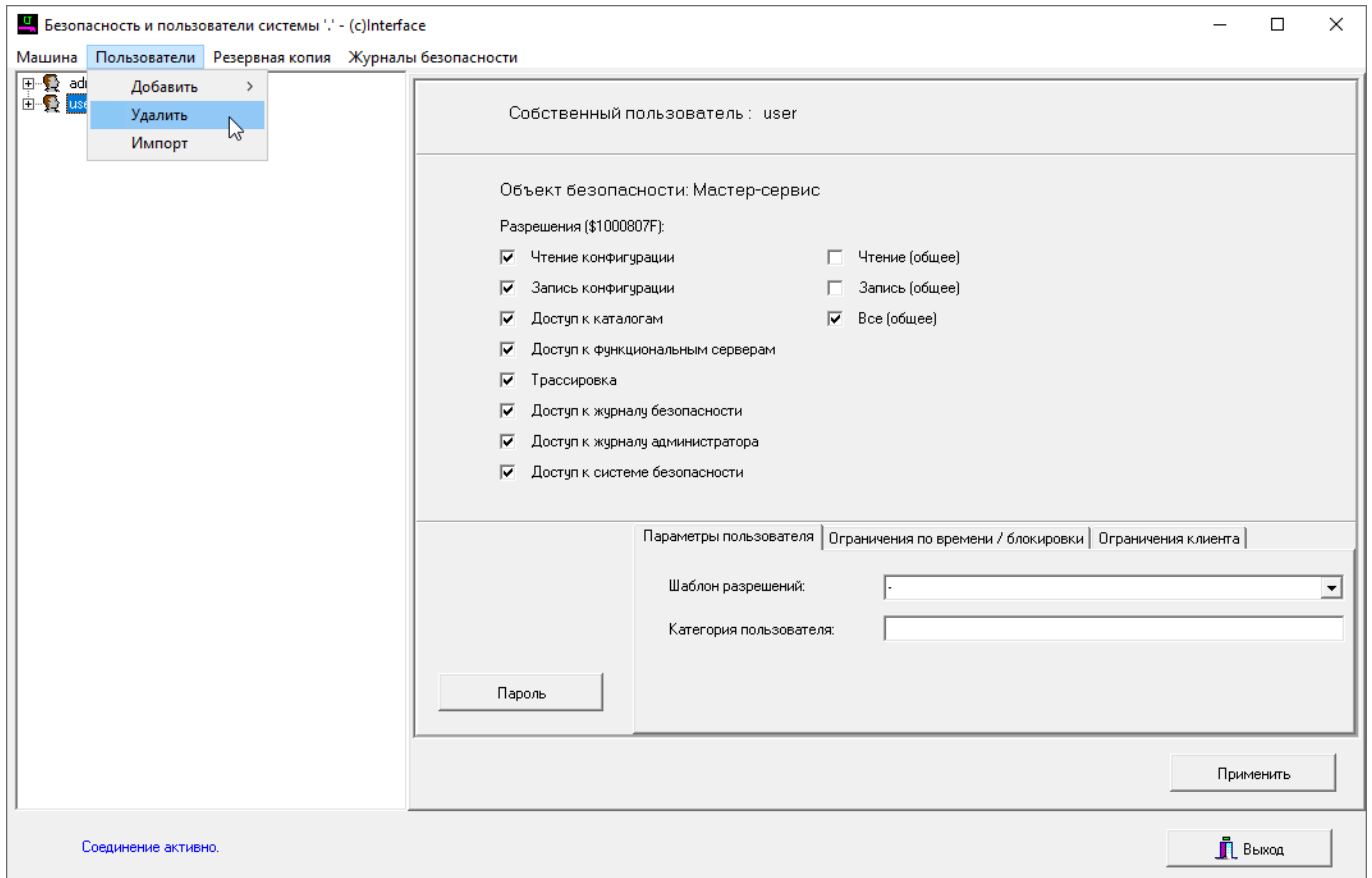 Безопасность и пользователи системы '.' - (c)Interface
Машина Пользователи Резервная копия Журналы безопасности
Добавить
Удалить
Импорт
Собственный пользователь : user
Объект безопасности: Мастер-сервис
Разрешения ($1000807F):
Чтение конфигурации Чтение (общее)
Запись конфигурации Запись (общее)
Доступ к каталогам Все (общее)
Доступ к функциональным серверам
Трассировка
Доступ к журналу безопасности
Доступ к журналу администратора
Доступ к системе безопасности
Параметры пользователя Ограничения по времени / блокировки Ограничения клиента
Шаблон разрешений: -
Категория пользователя:
Пароль
Применить
Соединение активно.
Выход